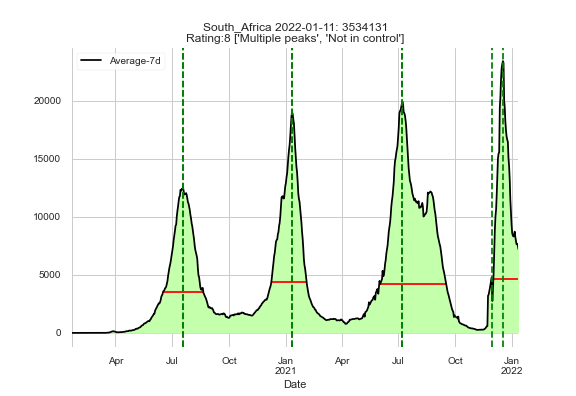 South_Africa 2022-01-11: 3534131
Rating:8 ['Multiple peaks', 'Not in control']
Average-7d
20000
15000
10000
5000
0
Apr
Jul
Oct
Jan
2021
Apr
Jul
Oct
Jan
2022
Date